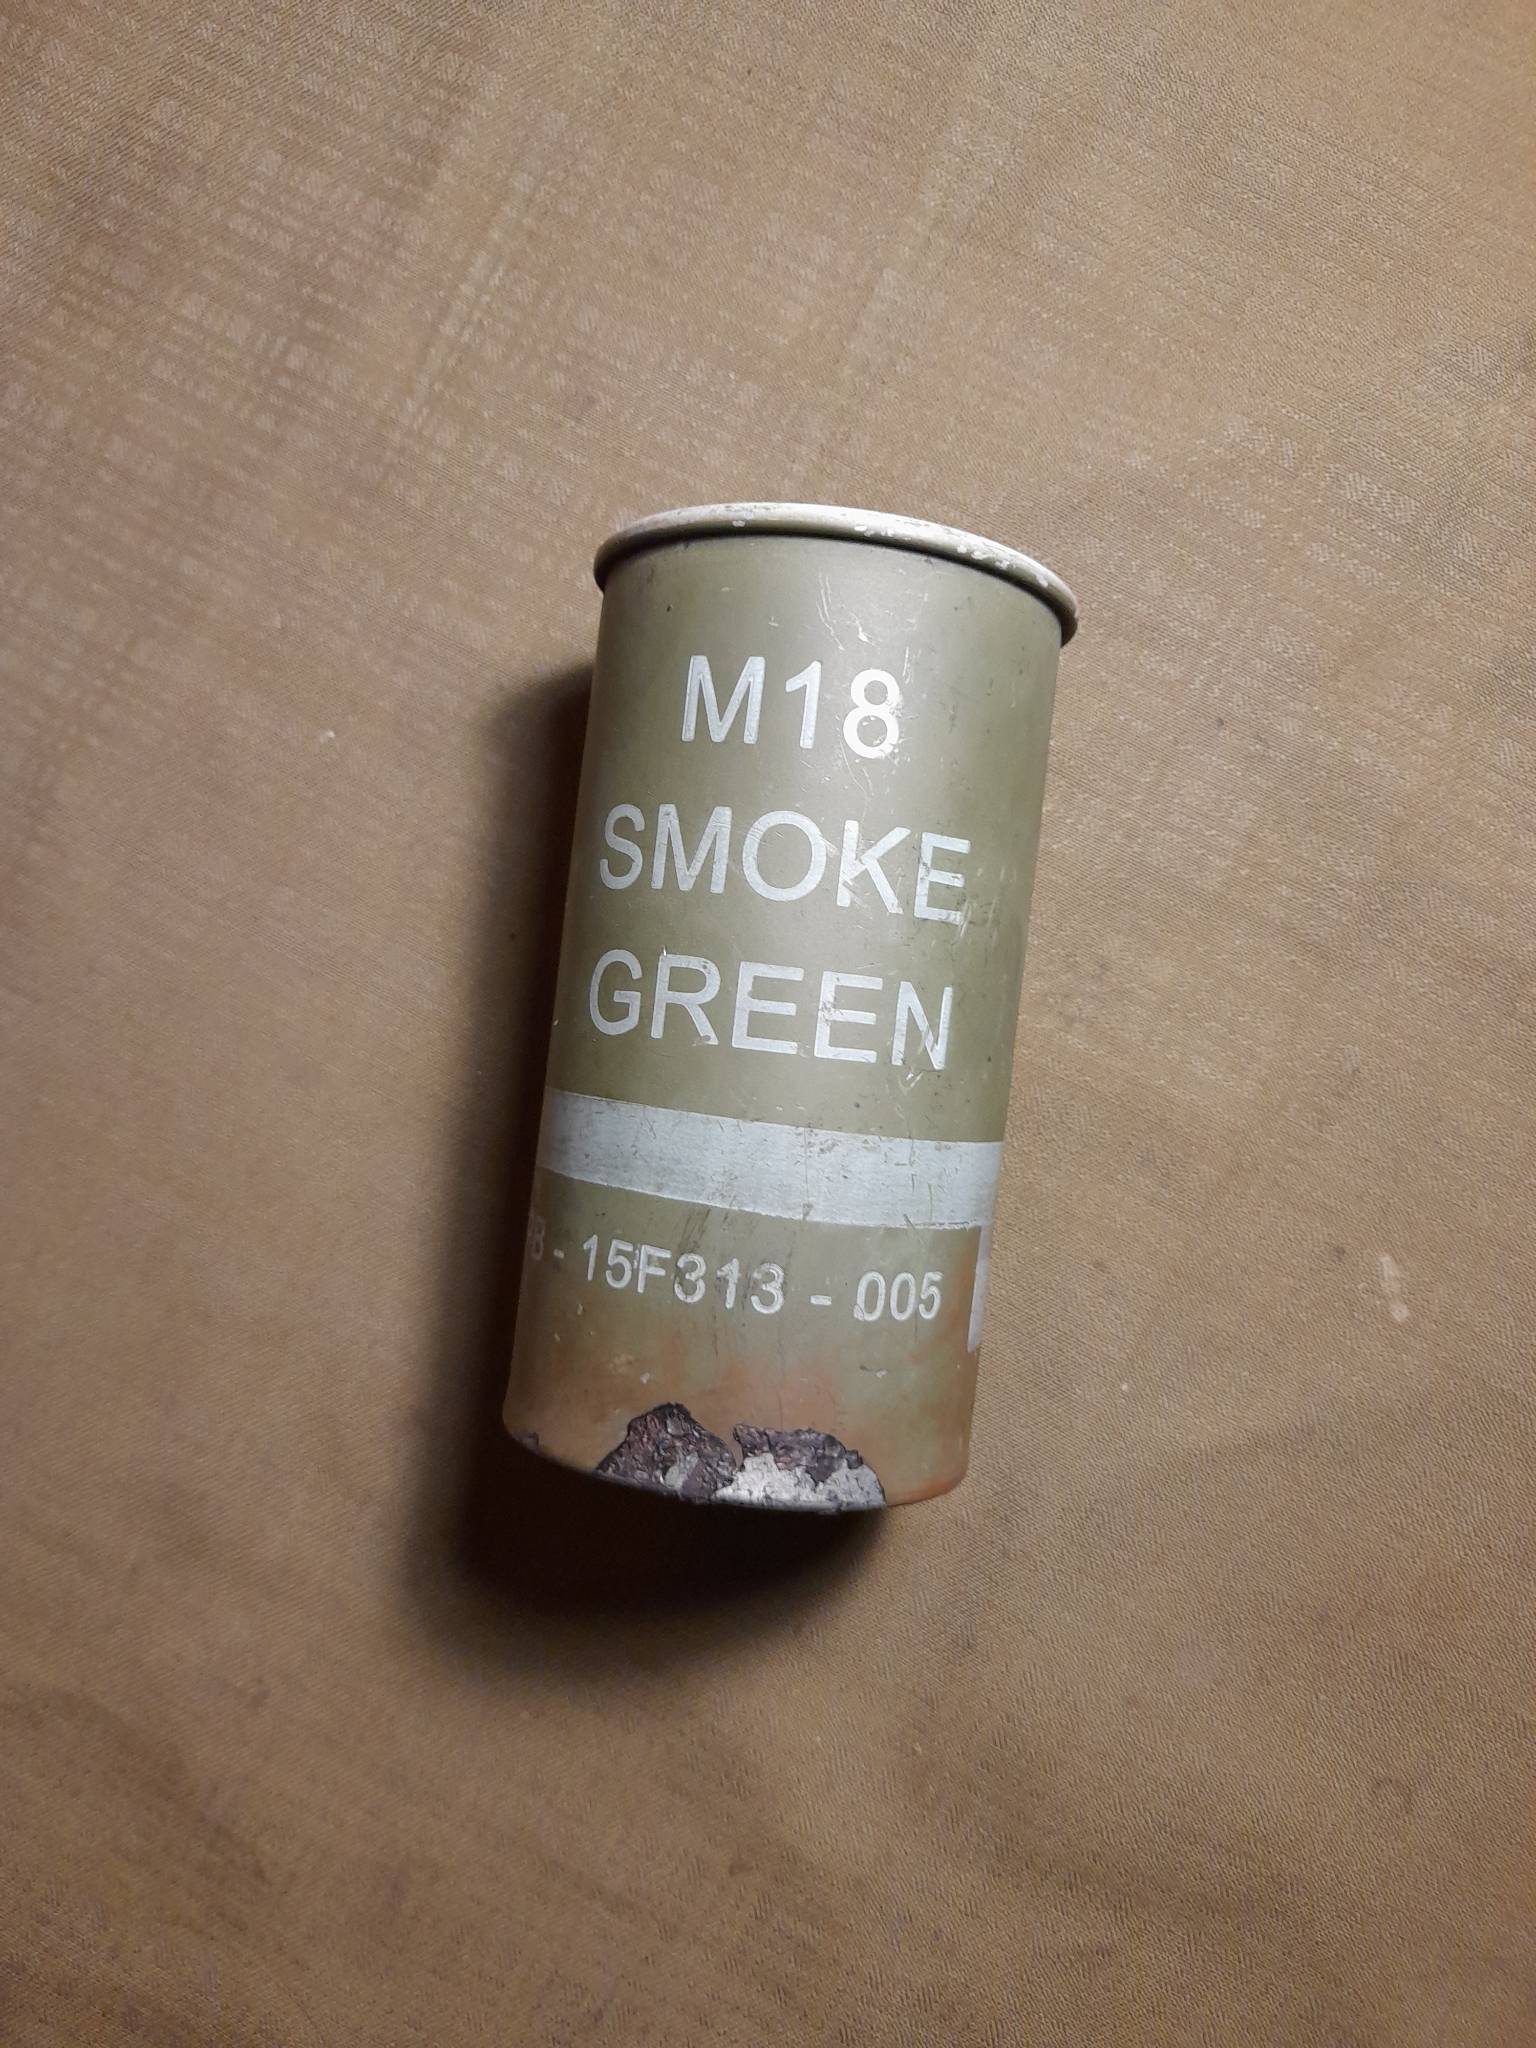 M18
SMOKE
GREEN
B - 15F313 - 005